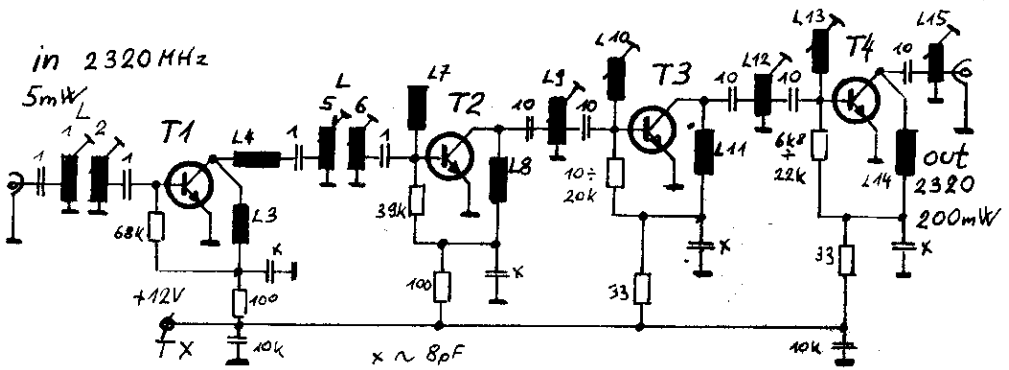 in 2320 MHz
5mW
L
1
2
1
1
T1
L4
L3
68k
x
100
10k
+12V
TX
x ~ 8pF
1
L
5
6
1
L7
T2
39k
100
L8
x
10
L9
10
L10
T3
10÷
20k
33
L11
x
10
L12
10
L13
T4
6k8
÷
22k
33
L14
x
10k
10
L15
out
2320
200mW